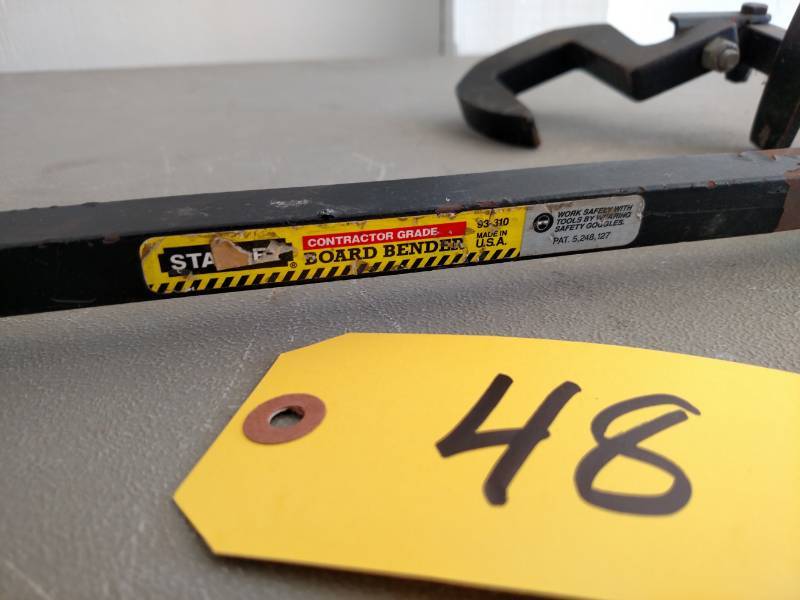 CONTRACTOR GRADE
BOARD BENDER
93-310
MADE IN
U.S.A.
WORK SAFELY WITH
TOOLS BY WEARING
SAFETY GOGGLES.
PAT. 5,248,127
48